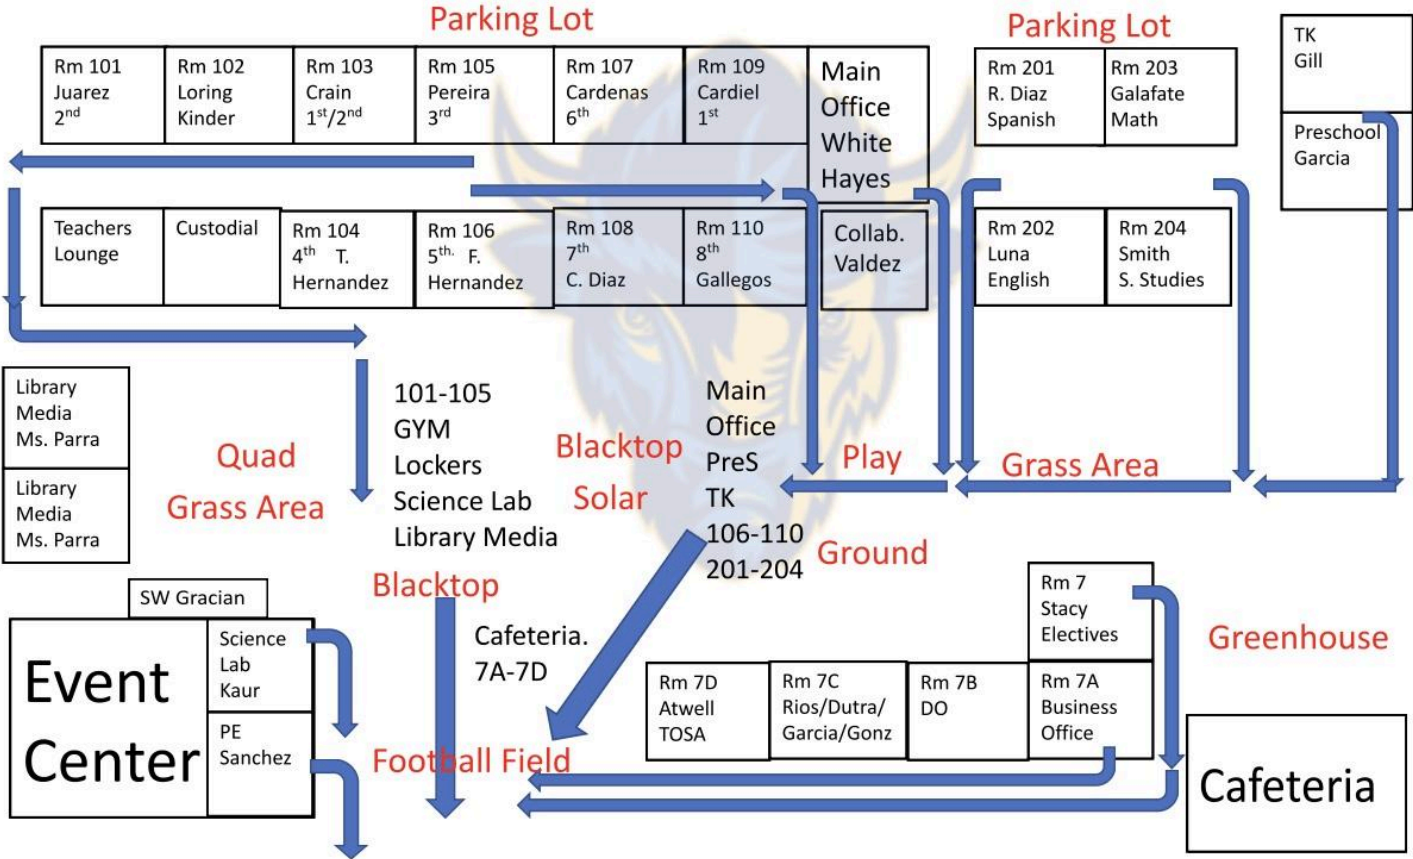 Parking Lot
Parking Lot
Rm 101
Juarez
2nd
Rm 102
Loring
Kinder
Rm 103
Crain
1st/2nd
Rm 105
Pereira
3rd
Rm 107
Cardenas
6th
Rm 109
Cardiel
1st
Main
Office
White
Hayes
Rm 201
R. Diaz
Spanish
Rm 203
Galafate
Math
TK
Gill
Preschool
Garcia
Teachers
Lounge
Custodial
Rm 104
4th T.
Hernandez
Rm 106
5th. F.
Hernandez
Rm 108
7th
C. Diaz
Rm 110
8th
Gallegos
Collab.
Valdez
Rm 202
Luna
English
Rm 204
Smith
S. Studies
Library
Media
Ms. Parra
Library
Media
Ms. Parra
Quad
Grass Area
101-105
GYM
Lockers
Science Lab
Library Media
Blacktop
Solar
Main
Office
PreS
TK
106-110
201-204
Play
Ground
Grass Area
Blacktop
SW Gracian
Event
Center
Science
Lab
Kaur
PE
Sanchez
Cafeteria.
7A-7D
Football Field
Rm 7D
Atwell
TOSA
Rm 7C
Rios/Dutra/
Garcia/Gonz
Rm 7B
DO
Rm 7
Stacy
Electives
Rm 7A
Business
Office
Greenhouse
Cafeteria